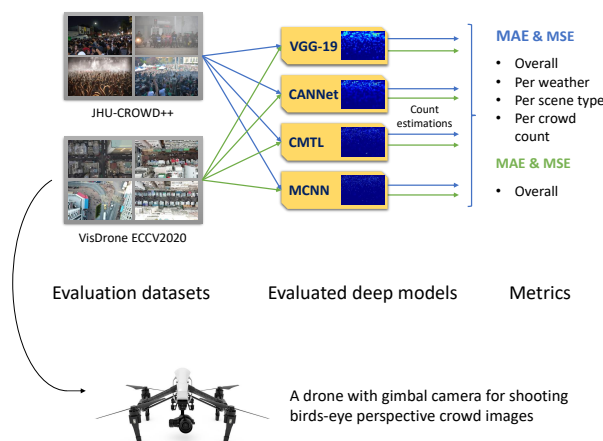 JHU-CROWD++
VisDrone ECCV2020
VGG-19
CANNet
CMTL
MCNN
Count
estimations
MAE & MSE
• Overall
• Per weather
• Per scene type
• Per crowd
count
MAE & MSE
• Overall
Evaluation datasets
Evaluated deep models
Metrics
A drone with gimbal camera for shooting
birds-eye perspective crowd images